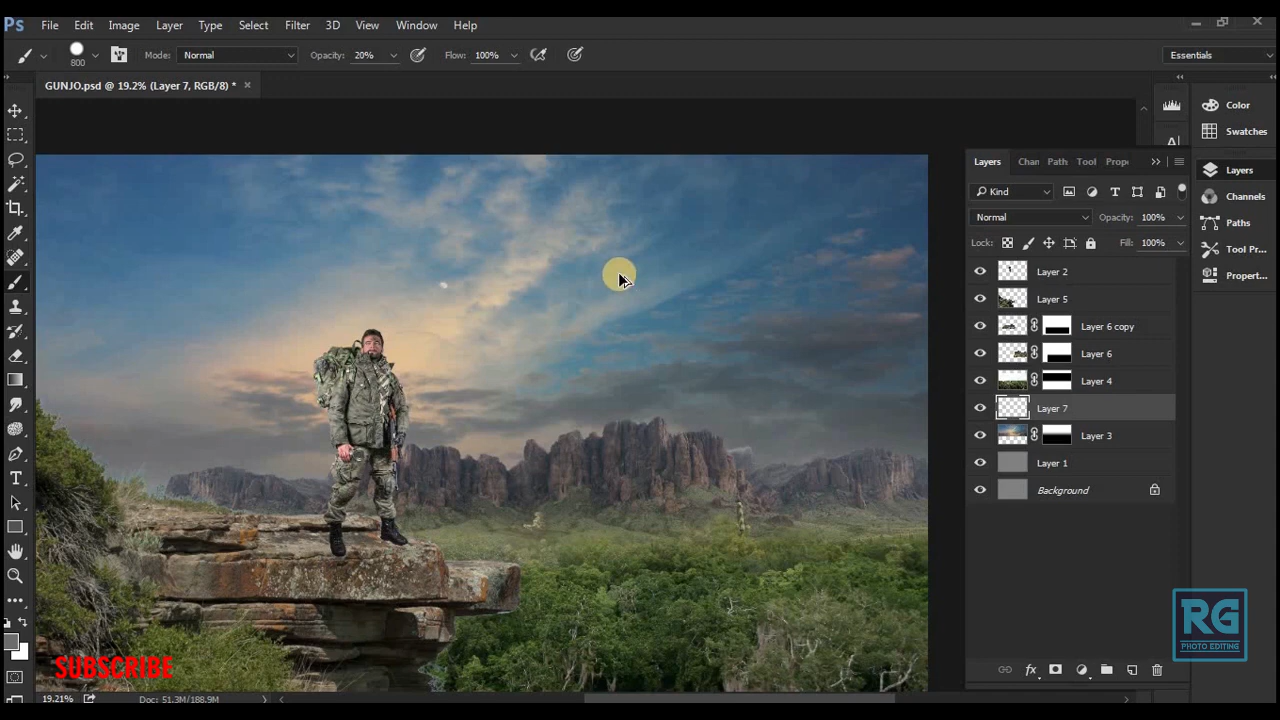 Ps File Edit Image Layer Type Select Filter 3D View Window Help
800 Mode: Normal Opacity: 20% Flow: 100% Essentials
GUNJO.psd @ 19.2% (Layer 7, RGB/8) * ×
Color
Swatches
Layers
Channels
Paths
Tool Pr...
Propert...
Layers Chan Path Tool Prope
Kind
Normal Opacity: 100%
Lock: Fill: 100%
Layer 2
Layer 5
Layer 6 copy
Layer 6
Layer 4
Layer 7
Layer 3
Layer 1
Background
fx
RG
PHOTO EDITING
SUBSCRIBE
19.21% Doc: 51.3M/188.9M